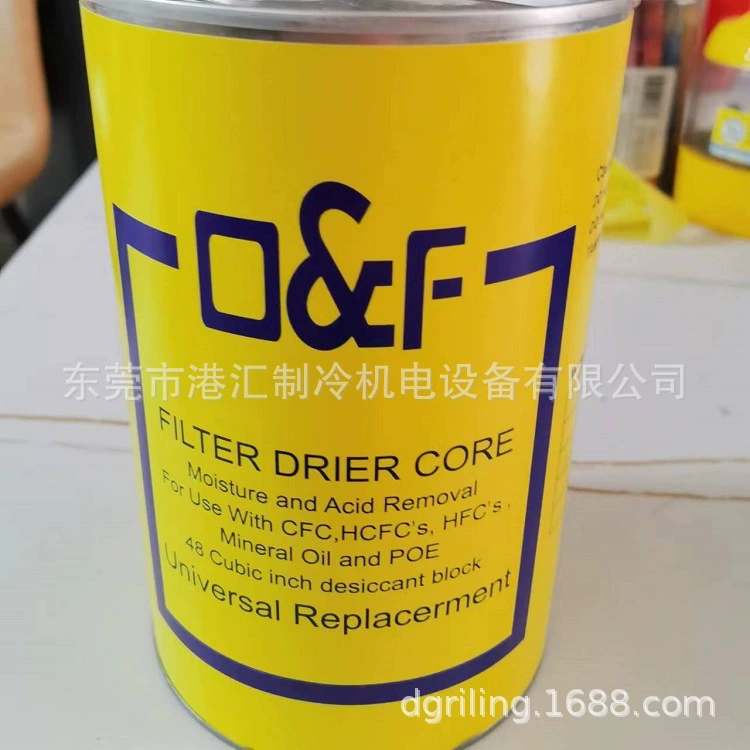 D&F
东莞市港汇制冷机电设备有限公司
FILTER DRIER CORE
Moisture and Acid Removal
For Use With CFC,HCFC's, HFC's,
Mineral Oil and POE
48 Cubic inch desiccant block
Universal Replacerment
dgriling.1688.com